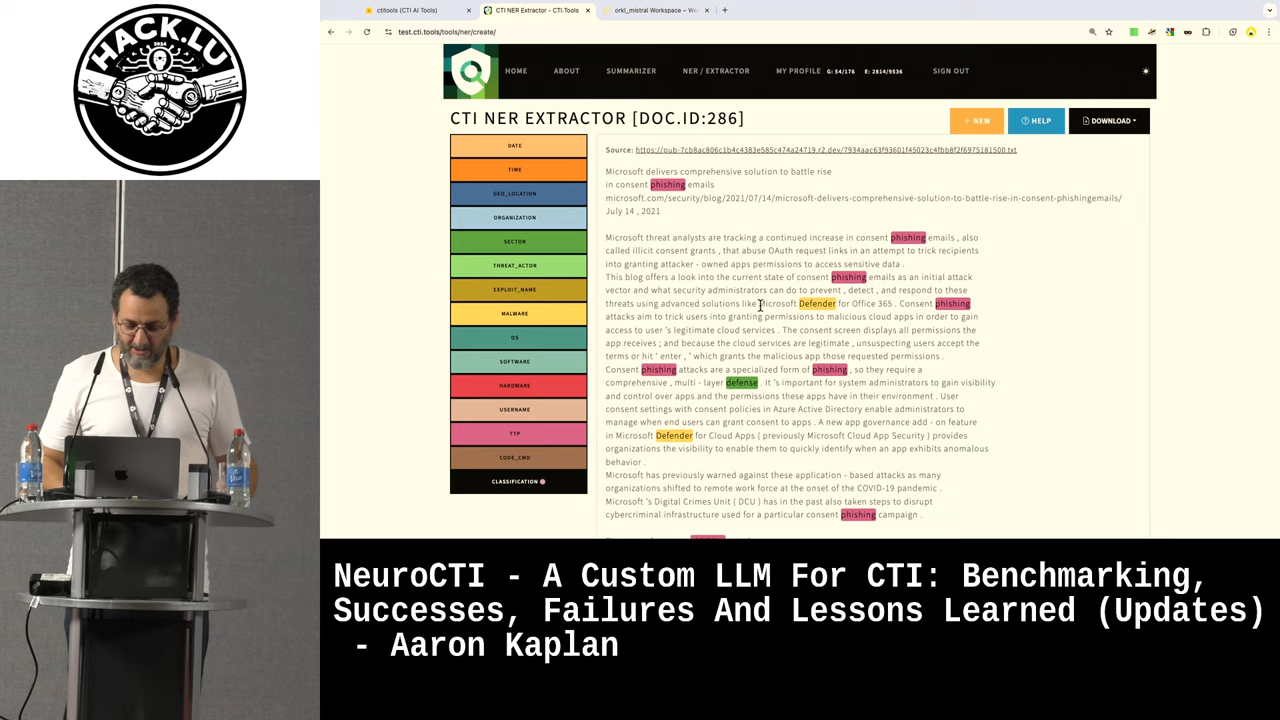 HACK.LU
2024
ctitools (CTI AI Tools)
CTI NER Extractor - CTI.Tools
orkl_mistral Workspace – We
test.cti.tools/tools/ner/create/
HOME
ABOUT
SUMMARIZER
NER / EXTRACTOR
MY PROFILE G: 54/176 E: 2814/9536
SIGN OUT
CTI NER EXTRACTOR [DOC.ID:286]
+ NEW
HELP
DOWNLOAD
DATE
TIME
GEO_LOCATION
ORGANIZATION
SECTOR
THREAT_ACTOR
EXPLOIT_NAME
MALWARE
OS
SOFTWARE
HARDWARE
USERNAME
TTP
CODE_CMD
CLASSIFICATION
Source: https://pub-7cb8ac806c1b4c4383e585c474a24719.r2.dev/7934aac63f93601f45023c4fbb8f2f6975181500.txt
Microsoft delivers comprehensive solution to battle rise
in consent phishing emails
microsoft.com/security/blog/2021/07/14/microsoft-delivers-comprehensive-solution-to-battle-rise-in-consent-phishingemails/
July 14 , 2021
Microsoft threat analysts are tracking a continued increase in consent phishing emails , also
called illicit consent grants , that abuse OAuth request links in an attempt to trick recipients
into granting attacker - owned apps permissions to access sensitive data .
This blog offers a look into the current state of consent phishing emails as an initial attack
vector and what security administrators can do to prevent , detect , and respond to these
threats using advanced solutions like Microsoft Defender for Office 365 . Consent phishing
attacks aim to trick users into granting permissions to malicious cloud apps in order to gain
access to user 's legitimate cloud services . The consent screen displays all permissions the
app receives ; and because the cloud services are legitimate , unsuspecting users accept the
terms or hit ' enter , ' which grants the malicious app those requested permissions .
Consent phishing attacks are a specialized form of phishing , so they require a
comprehensive , multi - layer defense . It 's important for system administrators to gain visibility
and control over apps and the permissions these apps have in their environment . User
consent settings with consent policies in Azure Active Directory enable administrators to
manage when end users can grant consent to apps . A new app governance add - on feature
in Microsoft Defender for Cloud Apps ( previously Microsoft Cloud App Security ) provides
organizations the visibility to enable them to quickly identify when an app exhibits anomalous
behavior .
Microsoft has previously warned against these application - based attacks as many
organizations shifted to remote work force at the onset of the COVID-19 pandemic .
Microsoft 's Digital Crimes Unit ( DCU ) has in the past also taken steps to disrupt
cybercriminal infrastructure used for a particular consent phishing campaign .
NeuroCTI - A Custom LLM For CTI: Benchmarking,
Successes, Failures And Lessons Learned (Updates)
- Aaron Kaplan